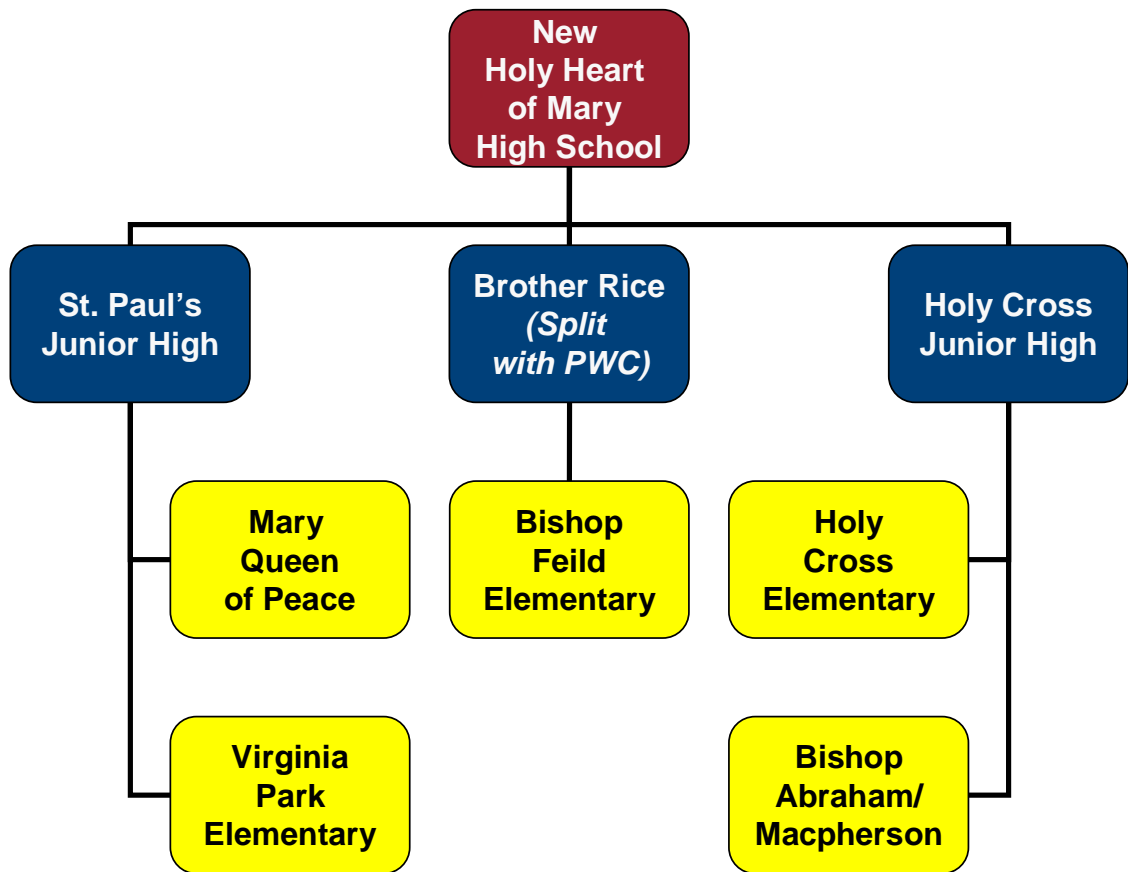 New
Holy Heart
of Mary
High School
St. Paul’s
Junior High
Brother Rice
(Split
with PWC)
Holy Cross
Junior High
Mary
Queen
of Peace
Bishop
Feild
Elementary
Holy
Cross
Elementary
Virginia
Park
Elementary
Bishop
Abraham/
Macpherson